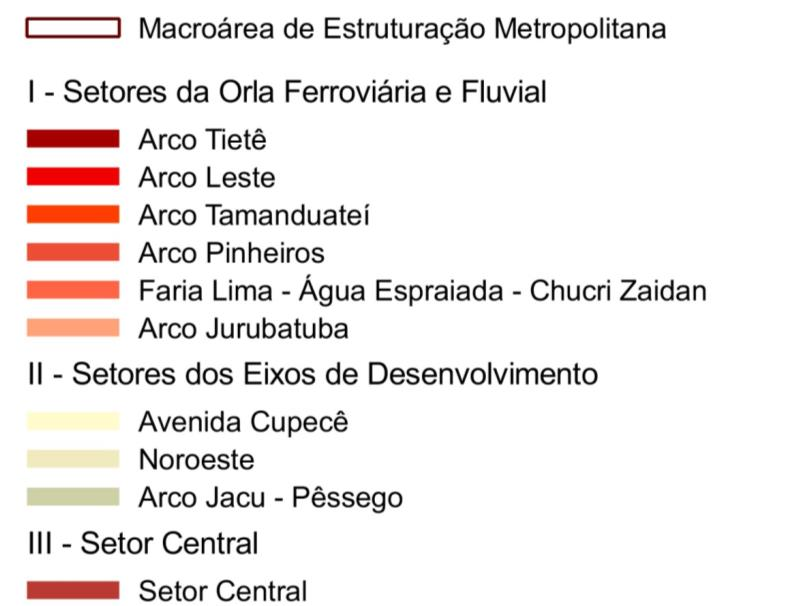 Macroárea de Estruturação Metropolitana
I - Setores da Orla Ferroviária e Fluvial
Arco Tietê
Arco Leste
Arco Tamanduateí
Arco Pinheiros
Faria Lima - Água Espraiada - Chucri Zaidan
Arco Jurubatuba
II - Setores dos Eixos de Desenvolvimento
Avenida Cupecê
Noroeste
Arco Jacu - Pêssego
III - Setor Central
Setor Central